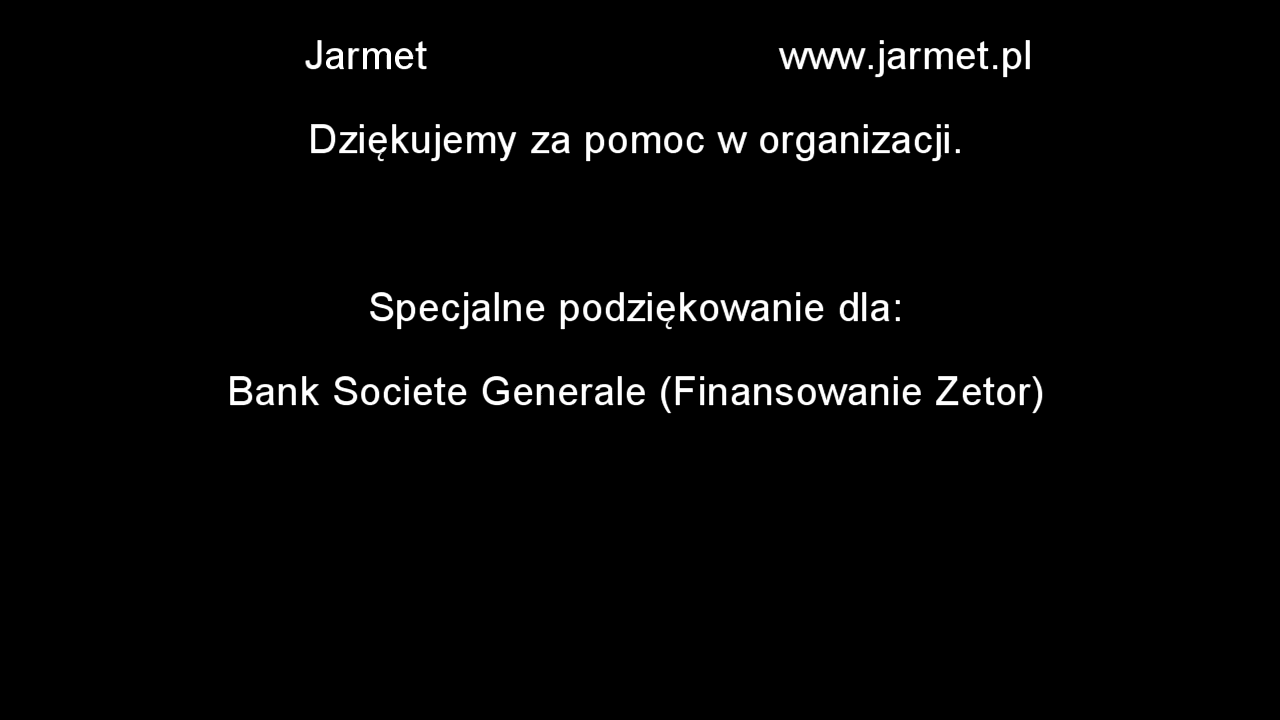 Jarmet www.jarmet.pl
Dziękujemy za pomoc w organizacji.
Specjalne podziękowanie dla:
Bank Societe Generale (Finansowanie Zetor)